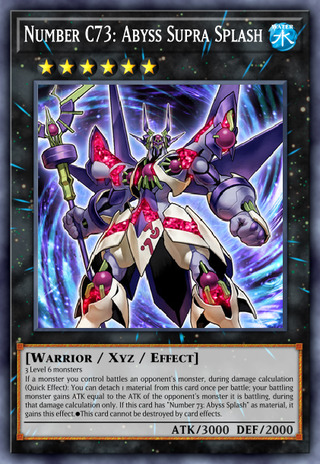 Number C73: Abyss Supra Splash
WATER
水
[Warrior / Xyz / Effect]
3 Level 6 monsters
If a monster you control battles an opponent's monster, during damage calculation
(Quick Effect): You can detach 1 material from this card once per battle; your battling
monster gains ATK equal to the ATK of the opponent's monster it is battling, during
that damage calculation only. If this card has "Number 73: Abyss Splash" as material, it
gains this effect.●This card cannot be destroyed by card effects.
ATK/3000 DEF/2000